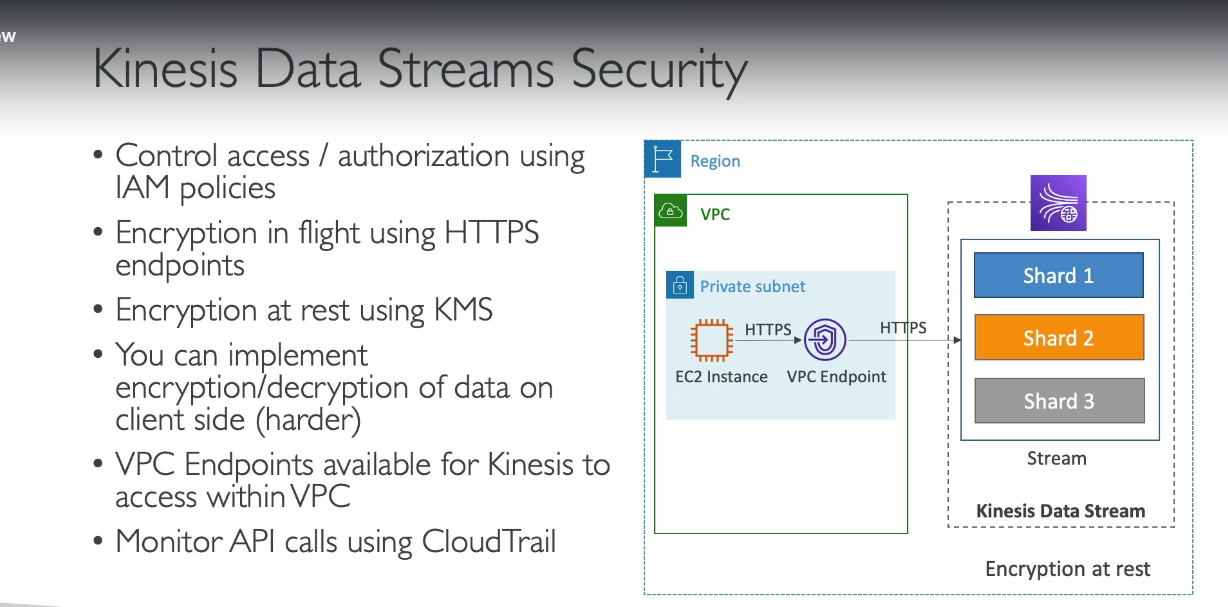 ew
Kinesis Data Streams Security
• Control access / authorization using
IAM policies
• Encryption in flight using HTTPS
endpoints
• Encryption at rest using KMS
• You can implement
encryption/decryption of data on
client side (harder)
• VPC Endpoints available for Kinesis to
access within VPC
• Monitor API calls using CloudTrail
Region
VPC
Private subnet
HTTPS
HTTPS
EC2 Instance
VPC Endpoint
Shard 1
Shard 2
Shard 3
Stream
Kinesis Data Stream
Encryption at rest